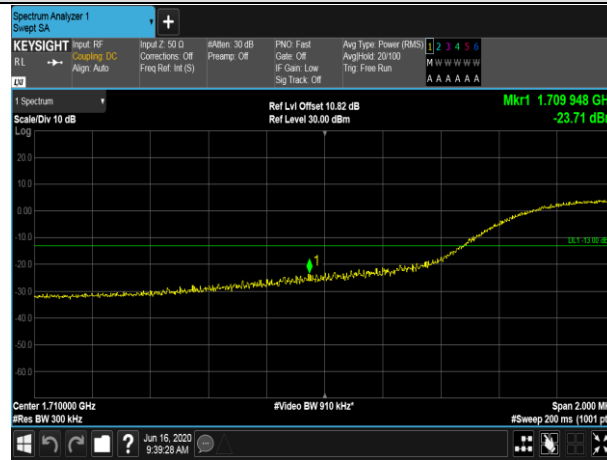 Spectrum Analyzer 1
Swept SA
KEYSIGHT
RL
LXI
Input: RF
Coupling: DC
Align: Auto
Input Z: 50 Ω
Corrections: Off
Freq Ref: Int (S)
#Atten: 30 dB
Preamp: Off
PNO: Fast
Gate: Off
IF Gain: Low
Sig Track: Off
Avg Type: Power (RMS)
Avg|Hold: 20/100
Trig: Free Run
1 2 3 4 5 6
M W W W W W
A A A A A A
1 Spectrum
Scale/Div 10 dB
Ref Lvl Offset 10.82 dB
Ref Level 30.00 dBm
Mkr1 1.709 948 GH
-23.71 dB
Log
20.0
10.0
0.00
DL1 -13.00 dB
-10.0
-20.0
1
-30.0
-40.0
-50.0
-60.0
Center 1.710000 GHz
#Video BW 910 kHz*
Span 2.000 M
#Res BW 300 kHz
#Sweep 200 ms (1001 pt
?
Jun 16, 2020
9:39:28 AM